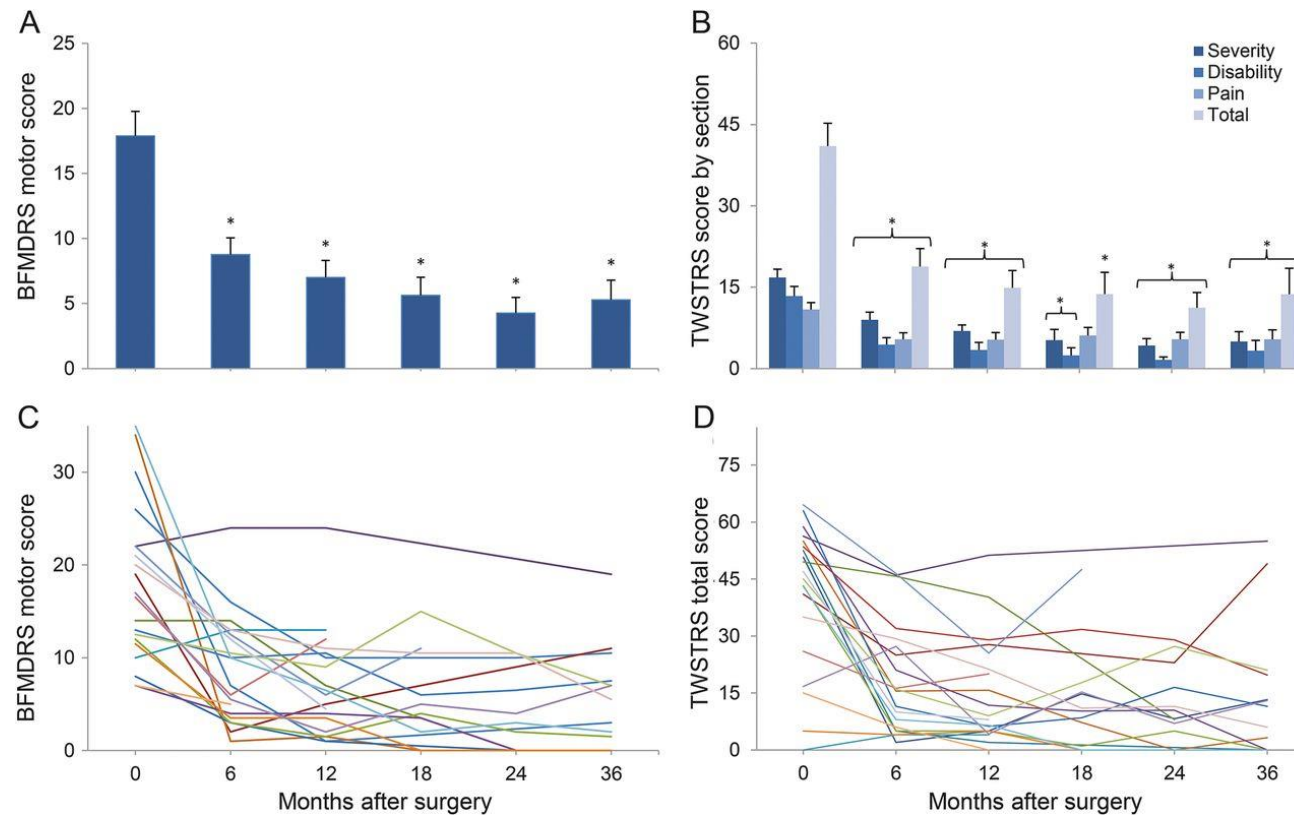 A
BFMDRS motor score
25
20
15
10
5
0
*
*
*
*
*
B
TWSTRS score by section
60
45
30
15
0
Severity
Disability
Pain
Total
*
*
*
*
*
*
C
BFMDRS motor score
30
20
10
0
0 6 12 18 24 36
Months after surgery
D
TWSTRS total score
75
60
45
30
15
0
0 6 12 18 24 36
Months after surgery